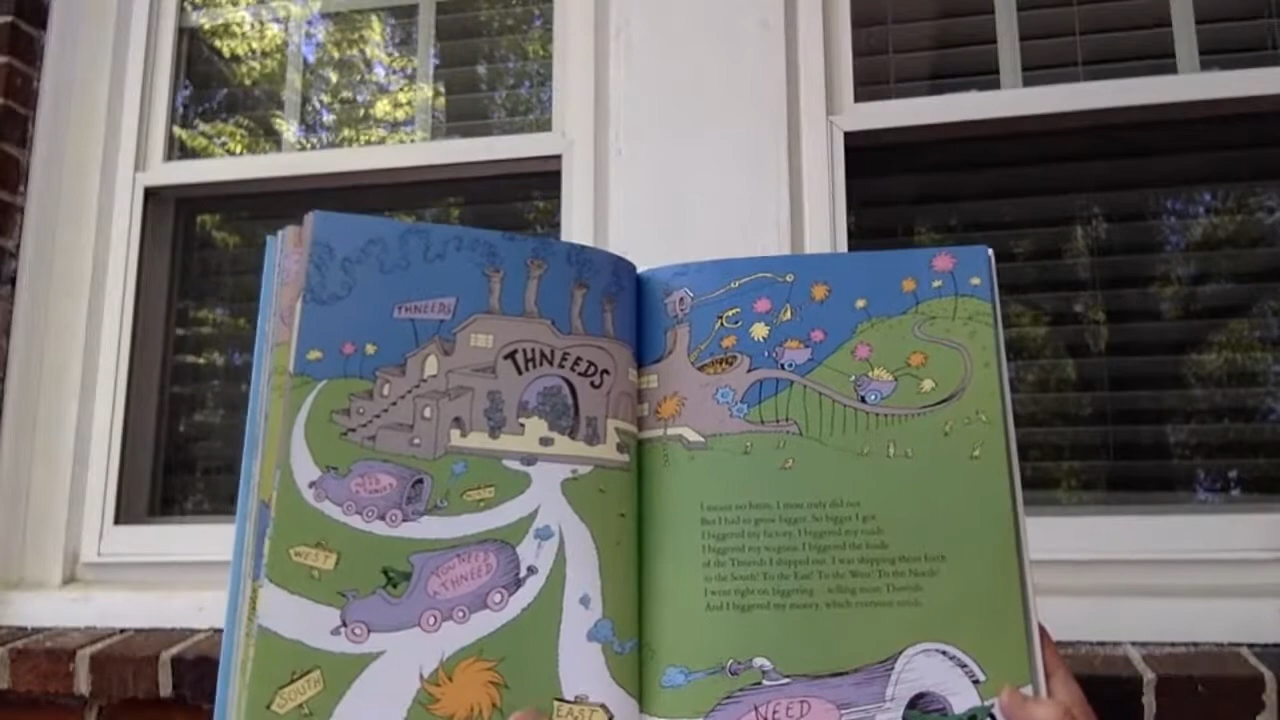 THNEEDS
THNEEDS
NEED
A THNEED
NORTH
WEST
YOU NEED
A THNEED
SOUTH
EAST
I meant no harm. I most truly did not.
But I had to grow bigger. So bigger I got.
I biggered my factory. I biggered my roads.
I biggered my wagons. I biggered the loads
of the Thneeds I shipped out. I was shipping them forth
to the South! To the East! To the West! To the North!
I went right on biggering...selling more Thneeds.
And I biggered my money, which everyone needs.
NEED